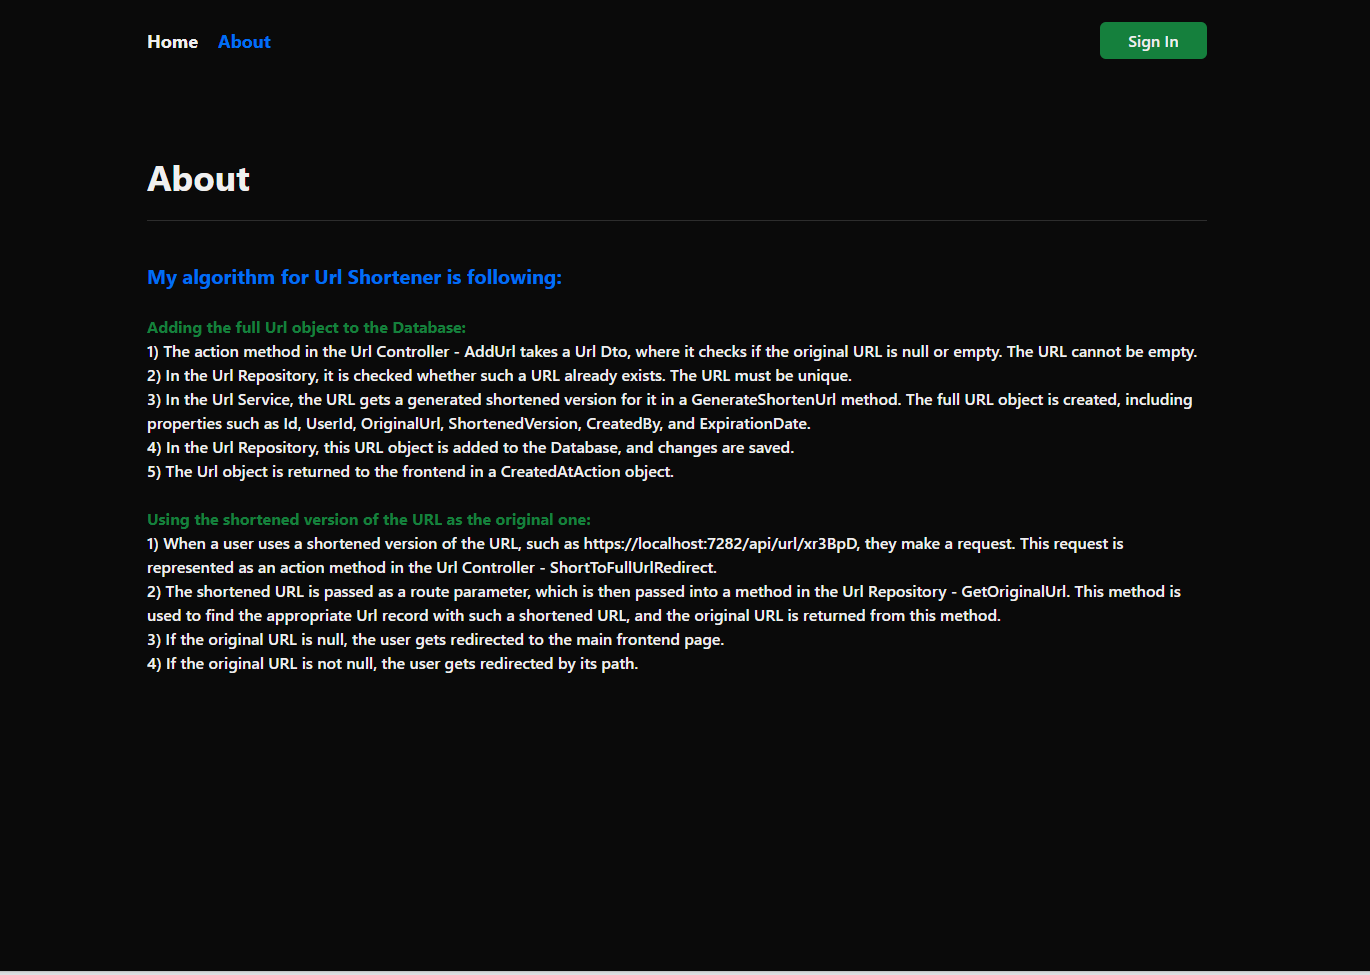 Home About Sign In
About
My algorithm for Url Shortener is following:
Adding the full Url object to the Database:
1) The action method in the Url Controller - AddUrl takes a Url Dto, where it checks if the original URL is null or empty. The URL cannot be empty.
2) In the Url Repository, it is checked whether such a URL already exists. The URL must be unique.
3) In the Url Service, the URL gets a generated shortened version for it in a GenerateShortenUrl method. The full URL object is created, including
properties such as Id, UserId, OriginalUrl, ShortenedVersion, CreatedBy, and ExpirationDate.
4) In the Url Repository, this URL object is added to the Database, and changes are saved.
5) The Url object is returned to the frontend in a CreatedAtAction object.
Using the shortened version of the URL as the original one:
1) When a user uses a shortened version of the URL, such as https://localhost:7282/api/url/xr3BpD, they make a request. This request is
represented as an action method in the Url Controller - ShortToFullUrlRedirect.
2) The shortened URL is passed as a route parameter, which is then passed into a method in the Url Repository - GetOriginalUrl. This method is
used to find the appropriate Url record with such a shortened URL, and the original URL is returned from this method.
3) If the original URL is null, the user gets redirected to the main frontend page.
4) If the original URL is not null, the user gets redirected by its path.